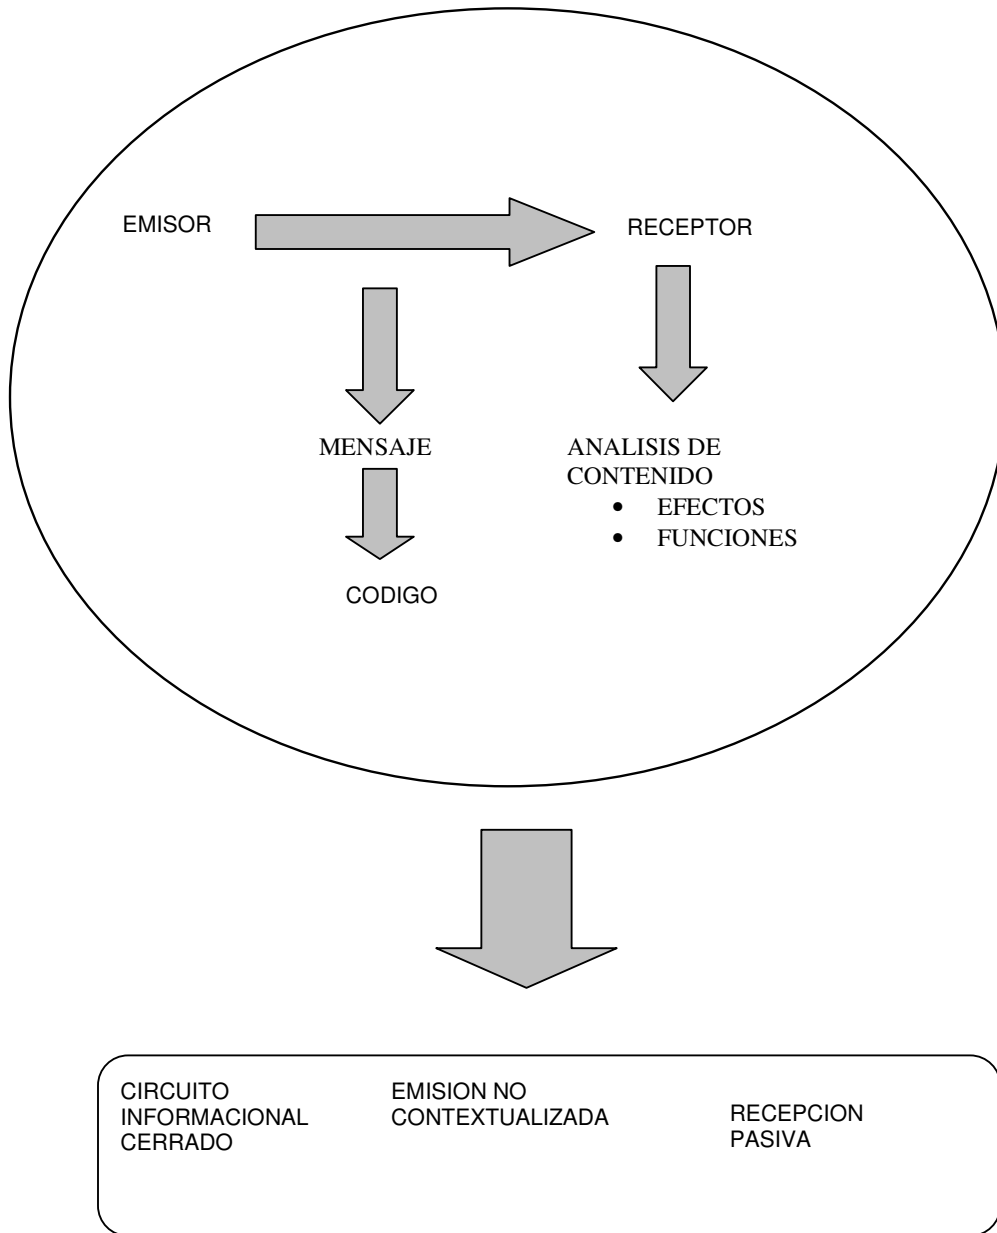 EMISOR
RECEPTOR
MENSAJE
CODIGO
ANALISIS DE
CONTENIDO
• EFECTOS
• FUNCIONES
CIRCUITO
INFORMACIONAL
CERRADO
EMISION NO
CONTEXTUALIZADA
RECEPCION
PASIVA